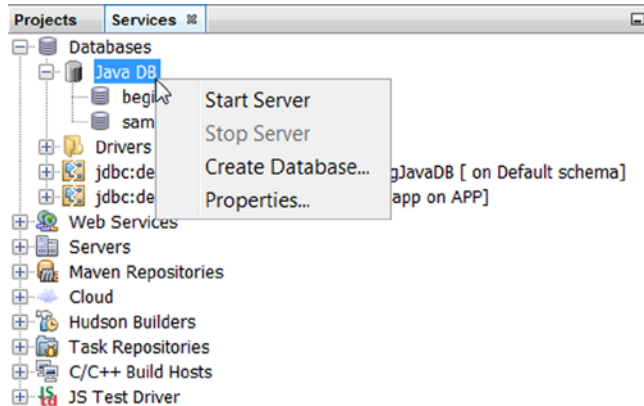 Projects Services
Databases
Java DB
begi
Start Server
sam
Stop Server
Drivers
Create Database...
jdbc:de gJavaDB [ on Default schema]
Properties...
jdbc:de app on APP]
Web Services
Servers
Maven Repositories
Cloud
Hudson Builders
Task Repositories
C/C++ Build Hosts
JS Test Driver